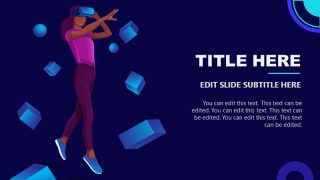 TITLE HERE
EDIT SLIDE SUBTITLE HERE
You can edit this text. This text can be
edited. You can edit this text. This text can
be edited. You can edit this text. This text
can be edited.